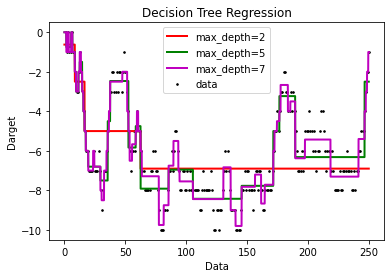 Decision Tree Regression
max_depth=2
max_depth=5
max_depth=7
data
Darget
0
−2
−4
−6
−8
−10
0
50
100
150
200
250
Data